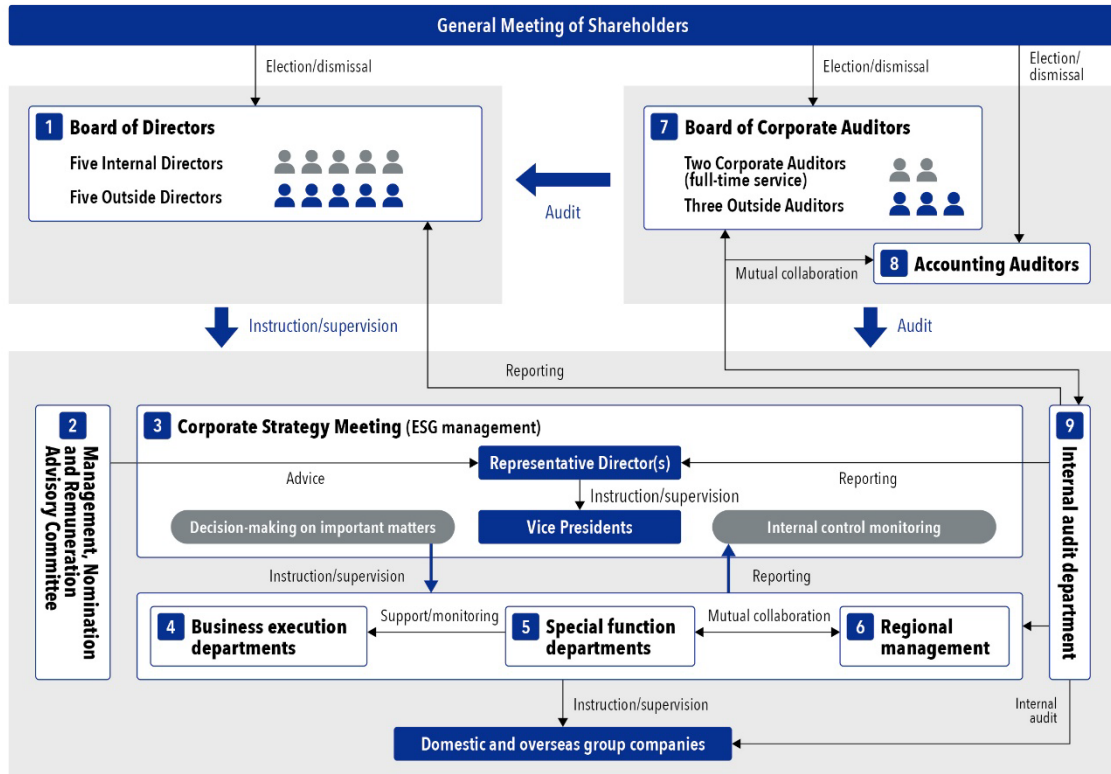 General Meeting of Shareholders
Election/dismissal
Election/dismissal
Election/
dismissal
1 Board of Directors
Five Internal Directors
Five Outside Directors
Audit
7 Board of Corporate Auditors
Two Corporate Auditors
(full-time service)
Three Outside Auditors
Mutual collaboration
8 Accounting Auditors
Instruction/supervision
Audit
Reporting
2 Management, Nomination
and Remuneration
Advisory Committee
3 Corporate Strategy Meeting (ESG management)
Representative Director(s)
Advice
Reporting
Instruction/supervision
Decision-making on important matters
Vice Presidents
Internal control monitoring
9 Internal audit department
Instruction/supervision
Reporting
4 Business execution
departments
Support/monitoring
5 Special function
departments
Mutual collaboration
6 Regional
management
Instruction/supervision
Internal
audit
Domestic and overseas group companies